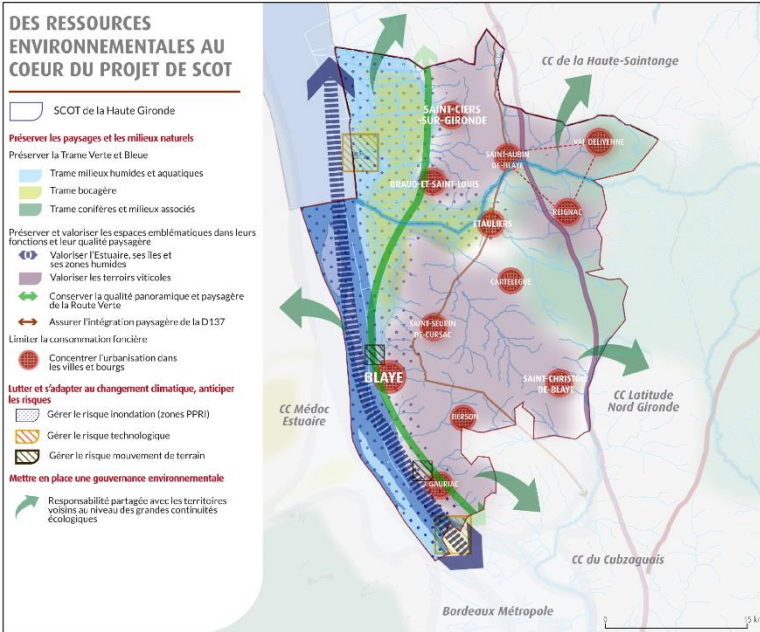 DES RESSOURCES
ENVIRONNEMENTALES AU
COEUR DU PROJET DE SCOT
SCOT de la Haute Gironde
Préserver les paysages et les milieux naturels
Préserver la Trame Verte et Bleue
Trame milieux humides et aquatiques
Trame bocagère
Trame conifères et milieux associés
Préserver et valoriser les espaces emblématiques dans leurs
fonctions et leur qualité paysagère
Valoriser l'Estuaire, ses îles et
ses zones humides
Valoriser les terroirs viticoles
Conserver la qualité panoramique et paysagère
de la Route Verte
Assurer l'intégration paysagère de la D137
Limiter la consommation foncière
Concentrer l'urbanisation dans
les villes et bourgs
Lutter et s'adapter au changement climatique, anticiper
les risques
Gérer le risque inondation (zones PPRI)
Gérer le risque technologique
Gérer le risque mouvement de terrain
Mettre en place une gouvernance environnementale
Responsabilité partagée avec les territoires
voisins au niveau des grandes continuités
écologiques
CC de la Haute-Saintonge
SAINT-CIERS
-SUR-GIRONDE
VAL DE LIVENNE
SAINT-AUBIN
DE-BLAYE
BRAUD-ET-SAINT-LOUIS
REIGNAC
ETAULIERS
CARTELEGUE
SAINT-SEURIN
DE-CURSAC
BLAYE
SAINT-CHRISTOLY
DE-BLAYE
CC Médoc
Estuaire
CC Latitude
Nord Gironde
BERSON
GAURIAC
CC du Cubzaguais
Bordeaux Métropole
0
15 km